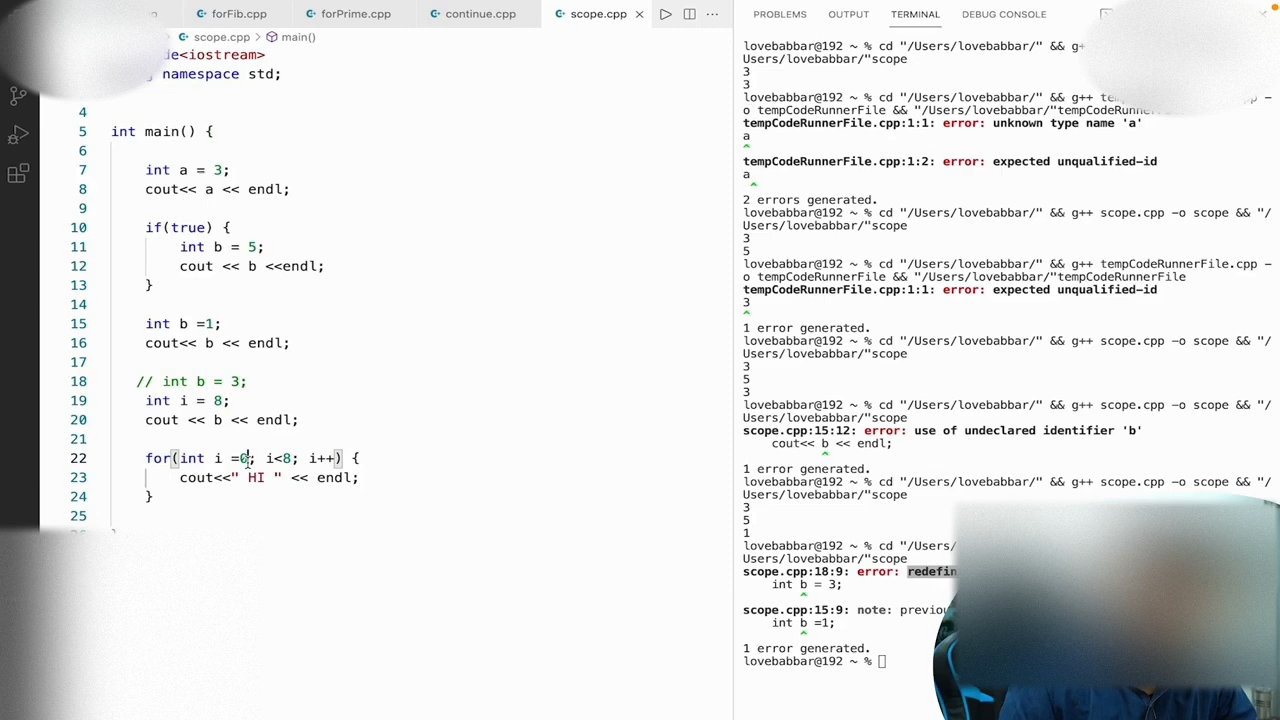 forFib.cpp forPrime.cpp continue.cpp scope.cpp
scope.cpp > main()
<iostream>
namespace std;
4
5 int main() {
6
7 int a = 3;
8 cout<< a << endl;
9
10 if(true) {
11 int b = 5;
12 cout << b <<endl;
13 }
14
15 int b =1;
16 cout<< b << endl;
17
18 // int b = 3;
19 int i = 8;
20 cout << b << endl;
21
22 for(int i =0; i<8; i++) {
23 cout<<" HI " << endl;
24 }
25
PROBLEMS OUTPUT TERMINAL DEBUG CONSOLE
lovebabbar@192 ~ % cd "/Users/lovebabbar/" && g++
Users/lovebabbar/"scope
3
3
lovebabbar@192 ~ % cd "/Users/lovebabbar/" && g++
o tempCodeRunnerFile && "/Users/lovebabbar/"tempCodeRunnerFile
tempCodeRunnerFile.cpp:1:1: error: unknown type name 'a'
a
^
tempCodeRunnerFile.cpp:1:2: error: expected unqualified-id
a
^
2 errors generated.
lovebabbar@192 ~ % cd "/Users/lovebabbar/" && g++ scope.cpp -o scope && "/
Users/lovebabbar/"scope
3
5
lovebabbar@192 ~ % cd "/Users/lovebabbar/" && g++ tempCodeRunnerFile.cpp -
o tempCodeRunnerFile && "/Users/lovebabbar/"tempCodeRunnerFile
tempCodeRunnerFile.cpp:1:1: error: expected unqualified-id
3
^
1 error generated.
lovebabbar@192 ~ % cd "/Users/lovebabbar/" && g++ scope.cpp -o scope && "/
Users/lovebabbar/"scope
3
5
3
lovebabbar@192 ~ % cd "/Users/lovebabbar/" && g++ scope.cpp -o scope && "/
Users/lovebabbar/"scope
scope.cpp:15:12: error: use of undeclared identifier 'b'
cout<< b << endl;
^
1 error generated.
lovebabbar@192 ~ % cd "/Users/lovebabbar/" && g++ scope.cpp -o scope && "/
Users/lovebabbar/"scope
3
5
1
lovebabbar@192 ~ % cd "/Users/
Users/lovebabbar/"scope
scope.cpp:18:9: error: redefin
int b = 3;
^
scope.cpp:15:9: note: previou
int b =1;
^
1 error generated.
lovebabbar@192 ~ %